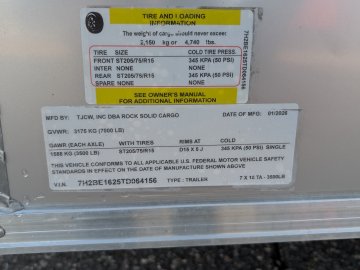 TIRE AND LOADING
INFORMATION
The weight of cargo should never exceed:
2,150 kg or 4,740 lbs.
TIRE SIZE COLD TIRE PRESS.
FRONT ST205/75/R15 345 KPA (50 PSI)
INTER NONE NONE
REAR ST205/75/R15 345 KPA (50 PSI)
SPARE NONE NONE
SEE OWNER'S MANUAL
FOR ADDITIONAL INFORMATION
7H2BE1625TD064156
MFD BY: TJCW, INC DBA ROCK SOLID CARGO DATE OF MFG: 01/2026
GVWR: 3175 KG (7000 LB)
GAWR (EACH AXLE) WITH TIRES RIMS AT COLD
1588 KG (3500 LB) ST205/75/R15 D15 X 5 J 345 KPA (50 PSI) SINGLE
THIS VEHICLE CONFORMS TO ALL APPLICABLE U.S. FEDERAL MOTOR VEHICLE SAFETY
STANDARDS IN EFFECT ON THE DATE OF MANUFACTURE SHOWN ABOVE
V.I.N. 7H2BE1625TD064156 TYPE: TRAILER 7 X 12 TA - 3500LB